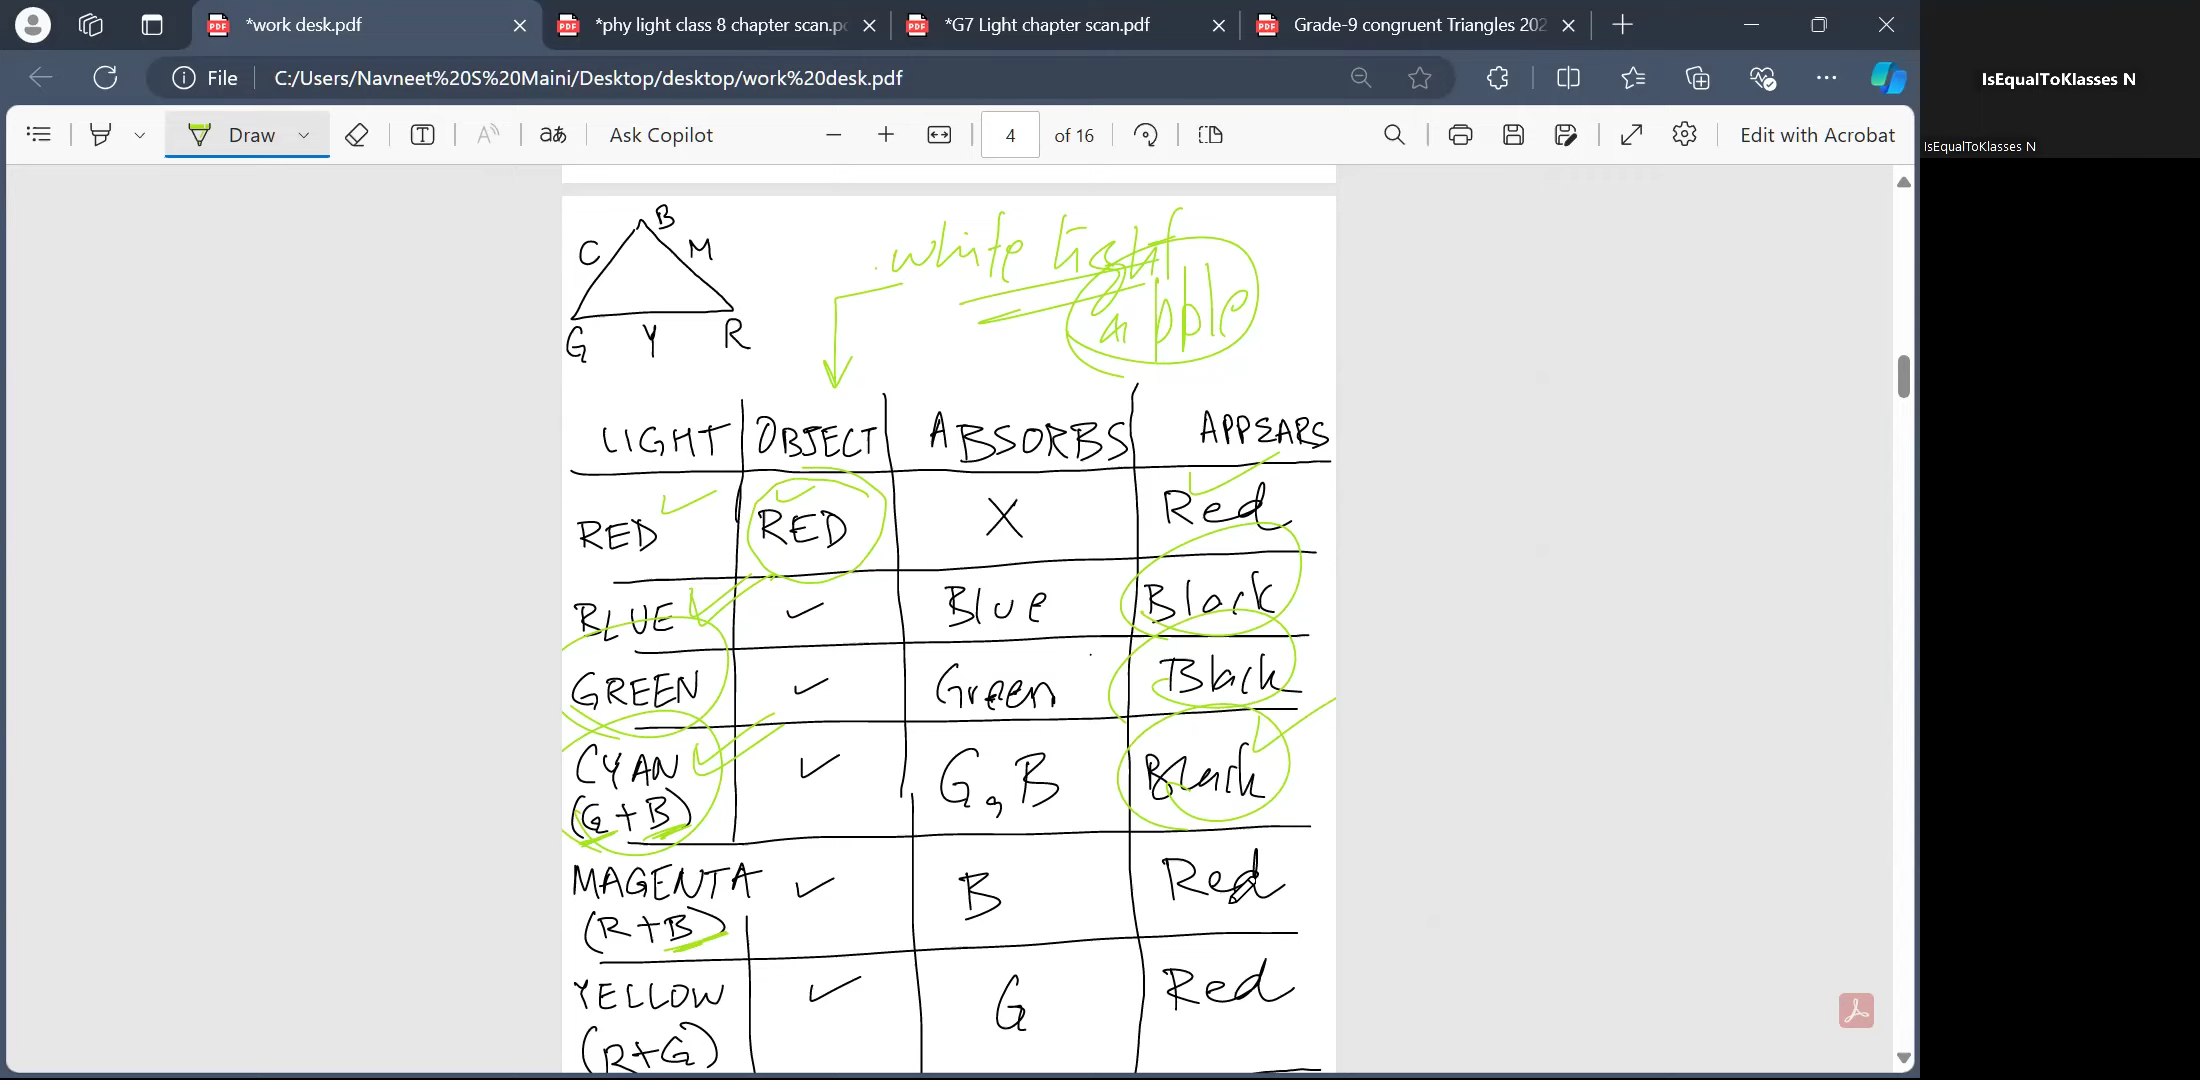 *work desk.pdf
*phy light class 8 chapter scan.p
*G7 Light chapter scan.pdf
Grade-9 congruent Triangles 202
File
C:/Users/Navneet%20S%20Maini/Desktop/desktop/work%20desk.pdf
IsEqualToKlasses N
IsEqualToKlasses N
Draw
Ask Copilot
4 of 16
Edit with Acrobat
B
C M
G Y R
white light
apple
LIGHT OBJECT ABSORBS APPEARS
RED RED X Red
BLUE ✓ Blue Black
GREEN ✓ Green Black
CYAN ✓ G, B Black
(G+B)
MAGENTA ✓ B Red
(R+B)
YELLOW ✓ G Red
(R+G)